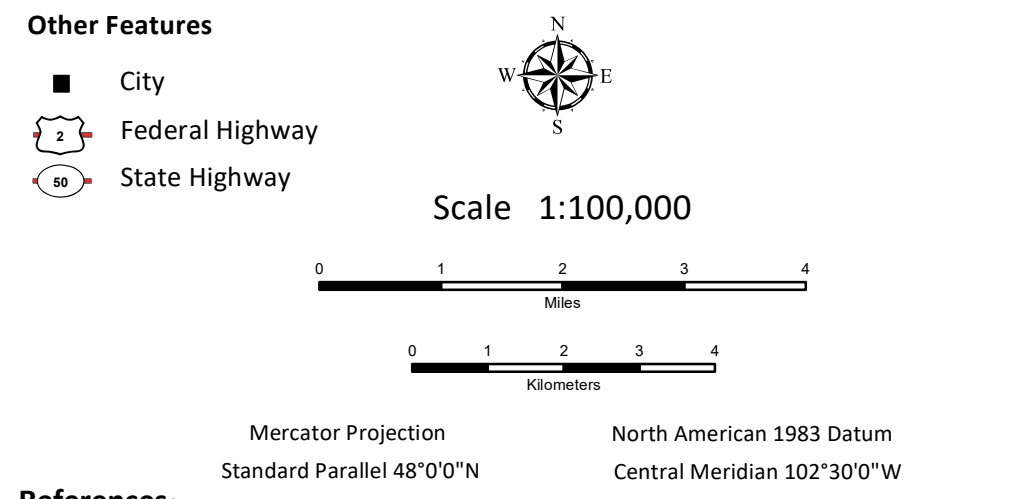 Other Features
N
W E
S
City
2 Federal Highway
50 State Highway
Scale 1:100,000
0 1 2 3 4
Miles
0 1 2 3 4
Kilometers
Mercator Projection North American 1983 Datum
Standard Parallel 48°0'0"N Central Meridian 102°30'0"W
References: